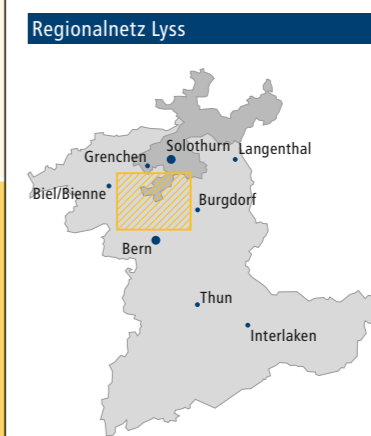 Regionalnetz Lyss
Solothurn
Langenthal
Grenchen
Biel/Bienne
Burgdorf
Bern
Thun
Interlaken